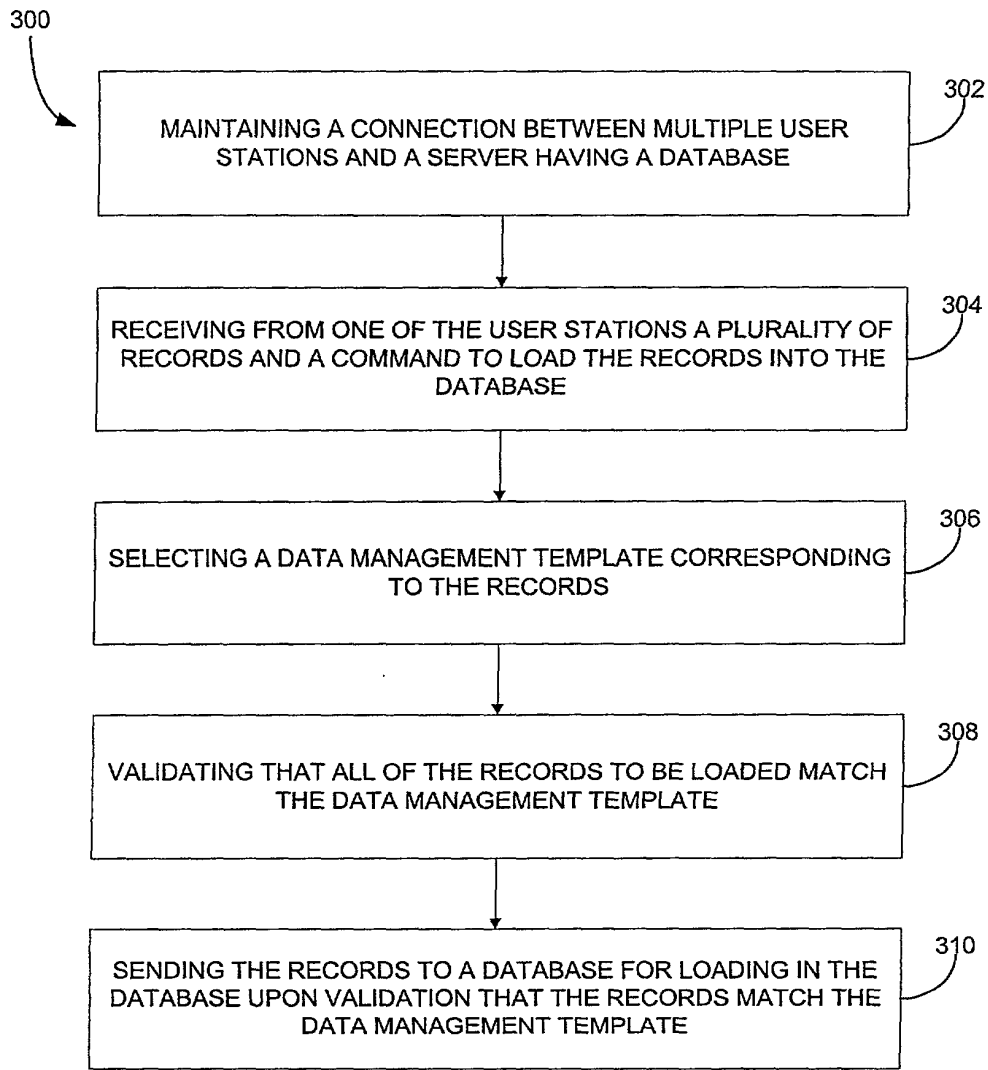 300
302
MAINTAINING A CONNECTION BETWEEN MULTIPLE USER
STATIONS AND A SERVER HAVING A DATABASE
304
RECEIVING FROM ONE OF THE USER STATIONS A PLURALITY OF
RECORDS AND A COMMAND TO LOAD THE RECORDS INTO THE
DATABASE
306
SELECTING A DATA MANAGEMENT TEMPLATE CORRESPONDING
TO THE RECORDS
308
VALIDATING THAT ALL OF THE RECORDS TO BE LOADED MATCH
THE DATA MANAGEMENT TEMPLATE
310
SENDING THE RECORDS TO A DATABASE FOR LOADING IN THE
DATABASE UPON VALIDATION THAT THE RECORDS MATCH THE
DATA MANAGEMENT TEMPLATE